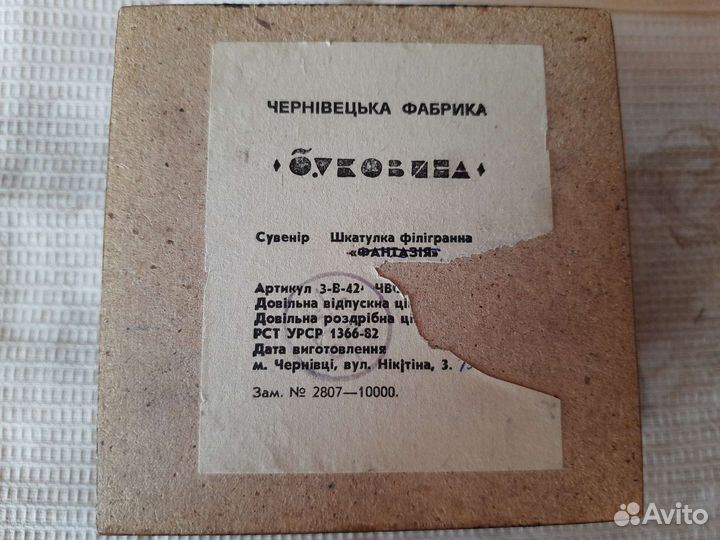 ЧЕРНІВЕЦЬКА ФАБРИКА
БУКОВИНА
Сувенір Шкатулка філігранна
«ФАНТАЗІЯ»
Артикул 3-В-42
Довільна відпускна ці
Довільна роздрібна ці
РСТ УРСР 1366-82
Дата виготовлення
м. Чернівці, вул. Нікітіна, 3.
Зам. № 2807—10000.
Avito